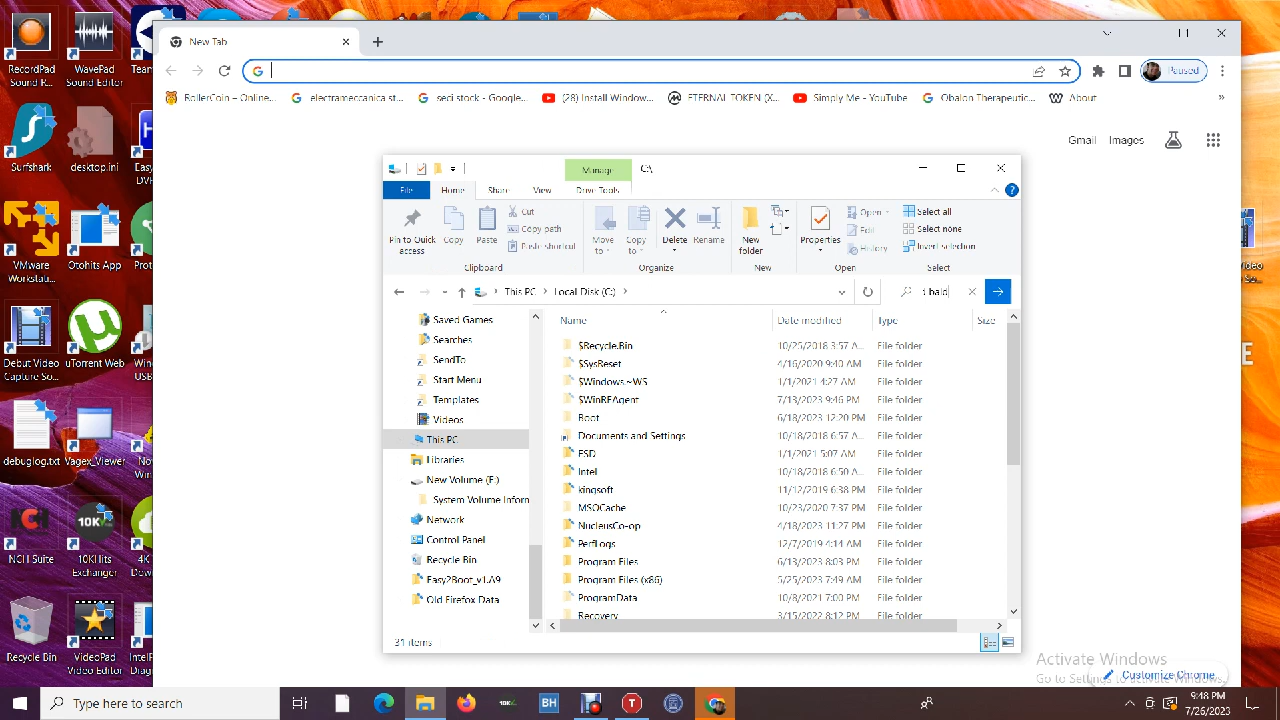 New Tab
Paused
RollerCoin – Online...
electrameccanica st...
sedi stock - Google...
(28) Install Window...
ETERNAL TOKEN (X...
Simply Me - YouTube
Obalon Therapeutic...
About
»
Gmail Images
RecordPad Sound R...
WavePad Sound Editor
Team
Surfshark
desktop.ini
Easy
VMware Workstat...
Otohits App
Prot
Debut Video Capture So...
uTorrent Web
debuglog.txt
Vagex_Viewer
NCH Suite
10KHits Exchanger
Recycle Bin
VideoPad Video Editor
Manage
C:\
File Home Share View Drive Tools
Pin to Quick access
Copy
Paste
Cut
Copy path
Paste shortcut
Move to
Copy to
Delete
Rename
New folder
Properties
Open
Edit
History
Select all
Select none
Invert selection
Clipboard Organize New Open Select
This PC Local Disk (C:)
Saved Games
Searches
SendTo
Start Menu
Templates
Videos
This PC
Libraries
New Volume (F:)
System Volume Inform
Network
Control Panel
Recycle Bin
Easy2Boot_v1.A9
Old Firefox Data
Name Date modified Type Size
$Recycle.Bin 10/25/2018 3:57 A... File folder
$SysReset 4/16/2020 9:40 AM File folder
$Windows.~WS 1/1/2021 4:27 AM File folder
$WinREAgent 7/13/2023 9:46 PM File folder
Boot 6/18/2023 12:20 PM File folder
Documents and Settings 10/18/2018 6:57 A... File folder
ESD 1/1/2021 5:07 AM File folder
Intel 10/18/2018 6:50 A... File folder
kingsoft 11/12/2019 6:38 PM File folder
MSOCache 10/23/2020 7:37 PM File folder
NucleusCo-op 4/18/2023 11:27 PM File folder
PerfLogs 12/7/2019 4:14 AM File folder
Program Files 6/13/2023 8:03 PM File folder
Program Files (x86) 5/25/2023 7:49 AM File folder
ProgramData 10/8/2021 7:00 PM File folder
Recovery 3/15/2022 8:12 PM File folder
31 items
Activate Windows
Go to Settings to activate Windows.
Customize Chrome
Type here to search
BH
9:48 PM
7/26/2023